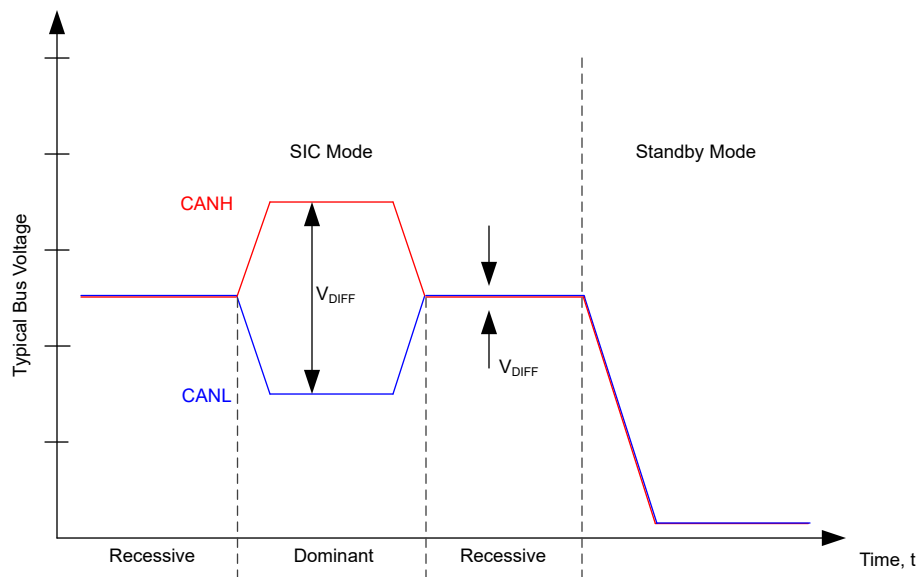 SIC Mode
Standby Mode
CANH
Typical Bus Voltage
VDIFF
VDIFF
CANL
Recessive
Dominant
Recessive
Time, t